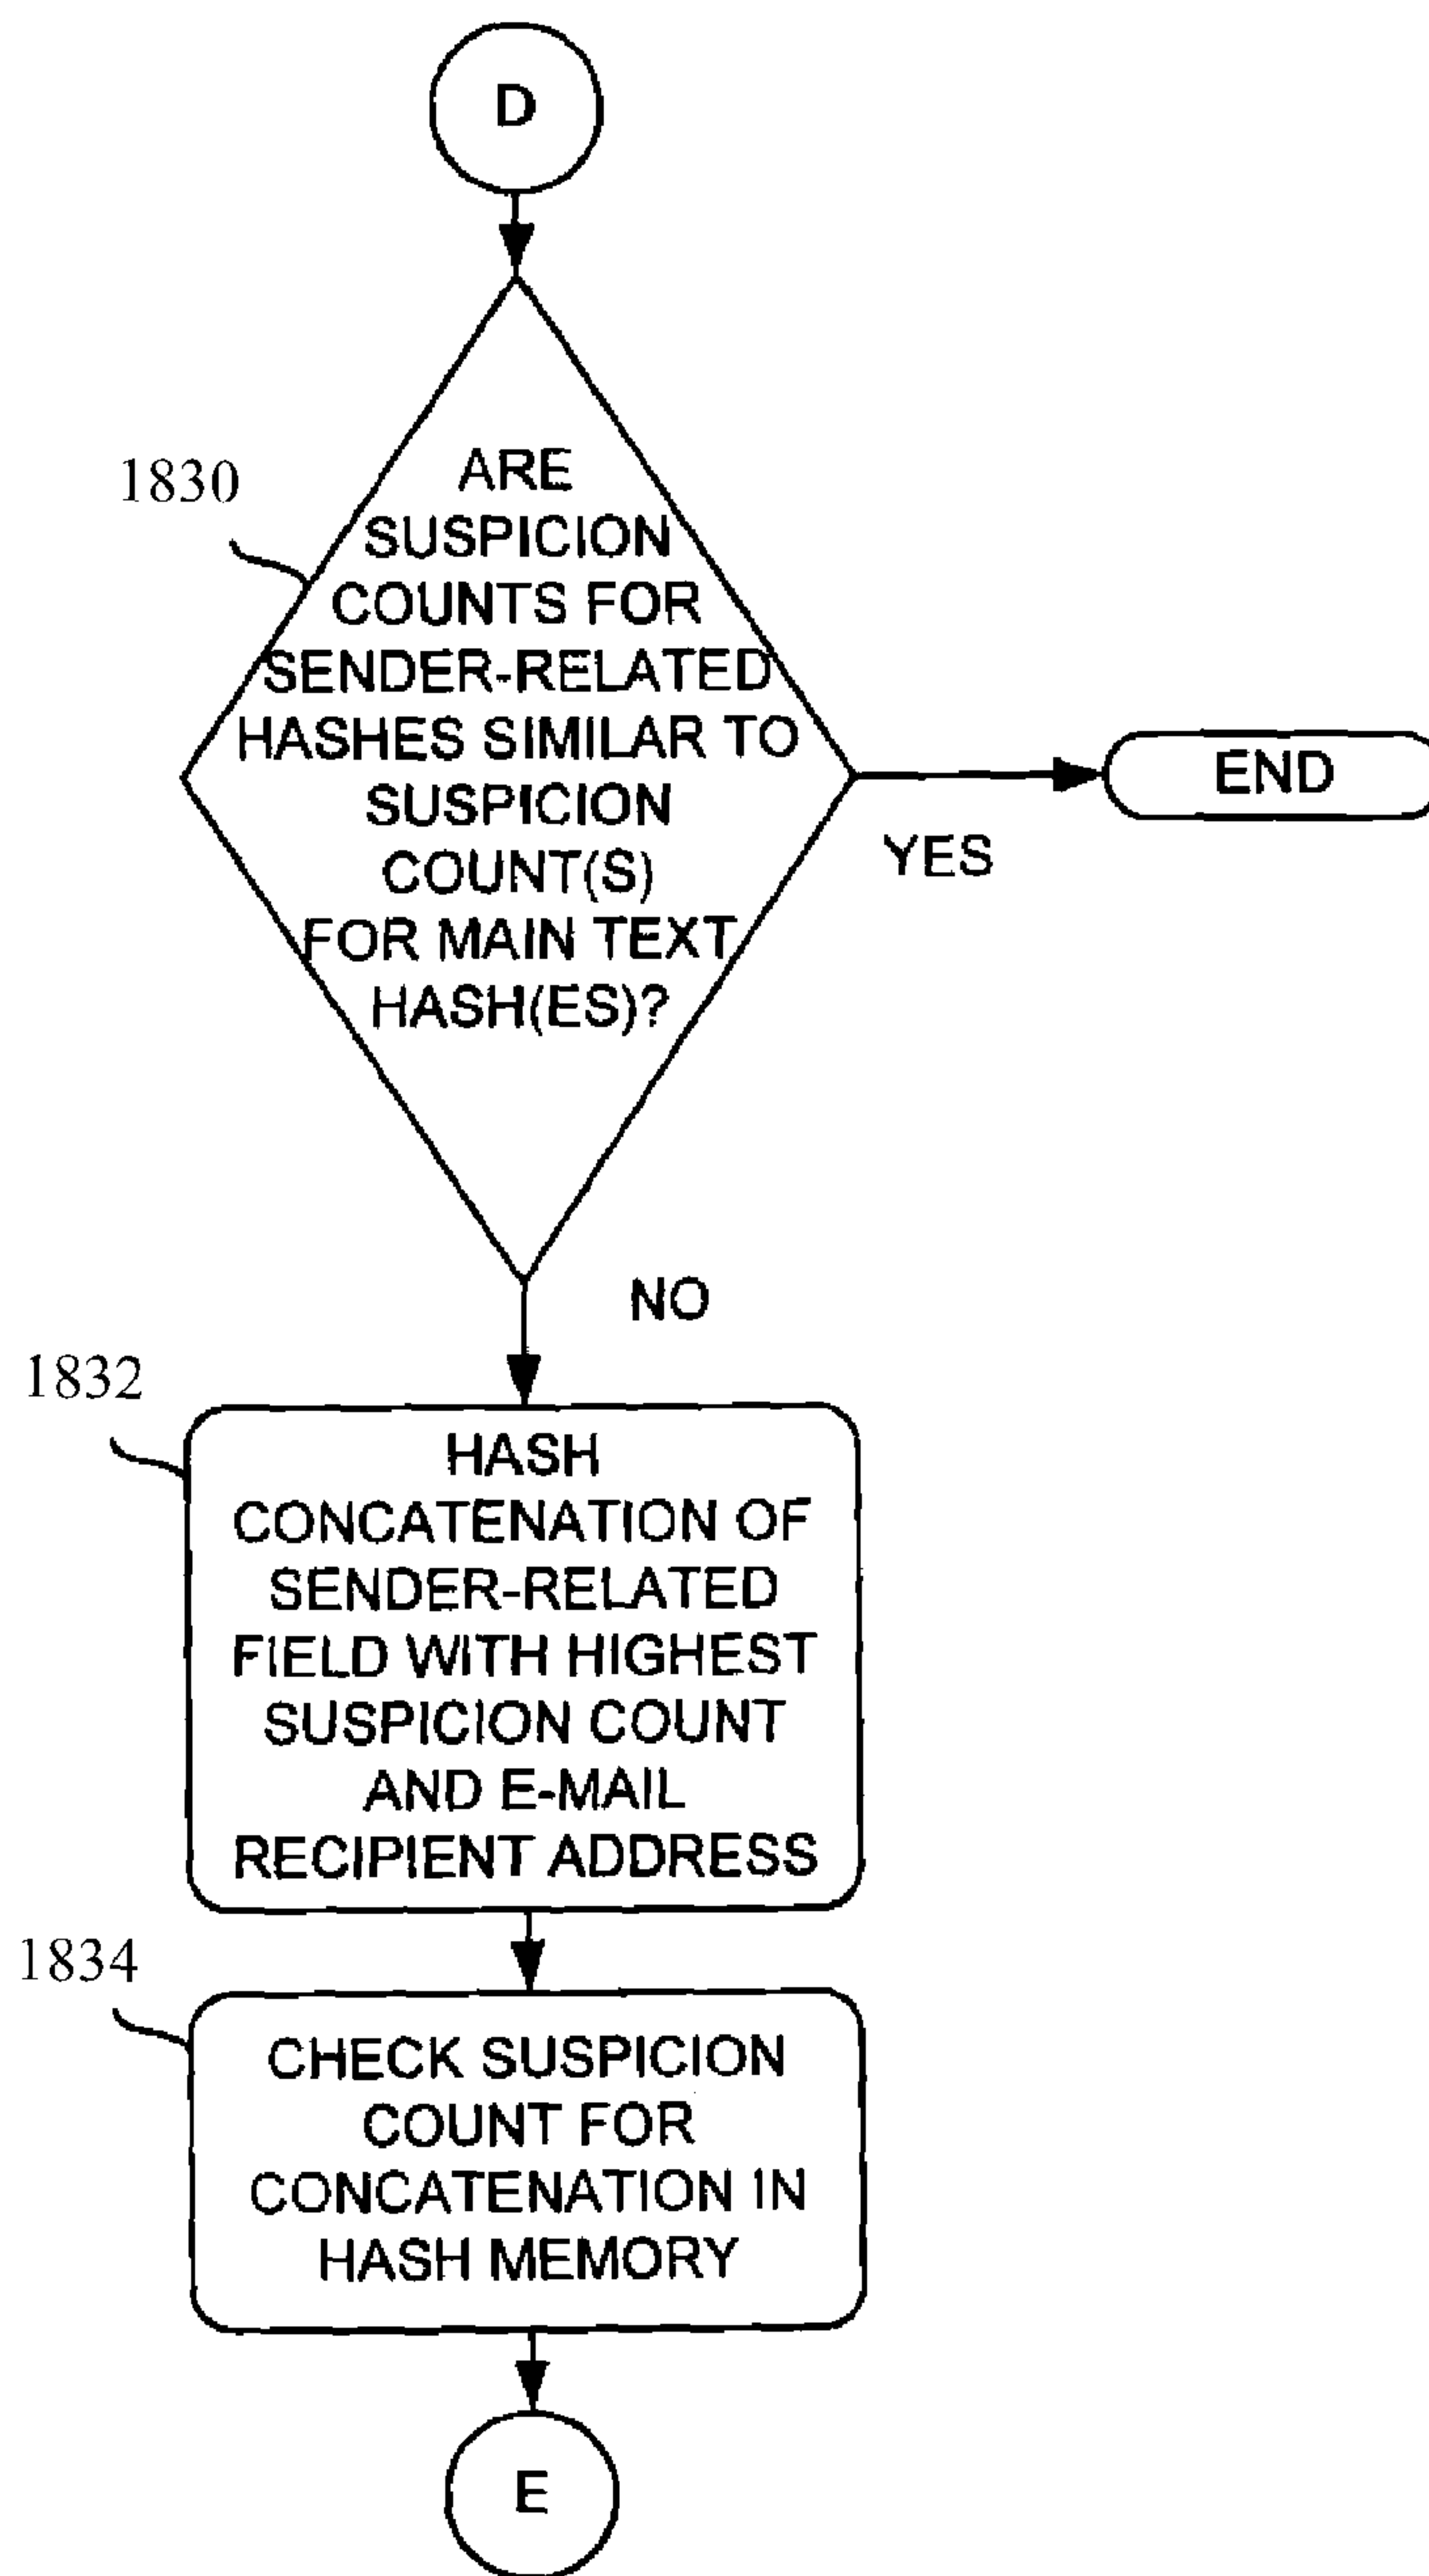 D
1830
ARE
SUSPICION
COUNTS FOR
SENDER-RELATED
HASHES SIMILAR TO
SUSPICION
COUNT(S)
FOR MAIN TEXT
HASH(ES)?
END
YES
NO
1832
HASH
CONCATENATION OF
SENDER-RELATED
FIELD WITH HIGHEST
SUSPICION COUNT
AND E-MAIL
RECIPIENT ADDRESS
1834
CHECK SUSPICION
COUNT FOR
CONCATENATION IN
HASH MEMORY
E